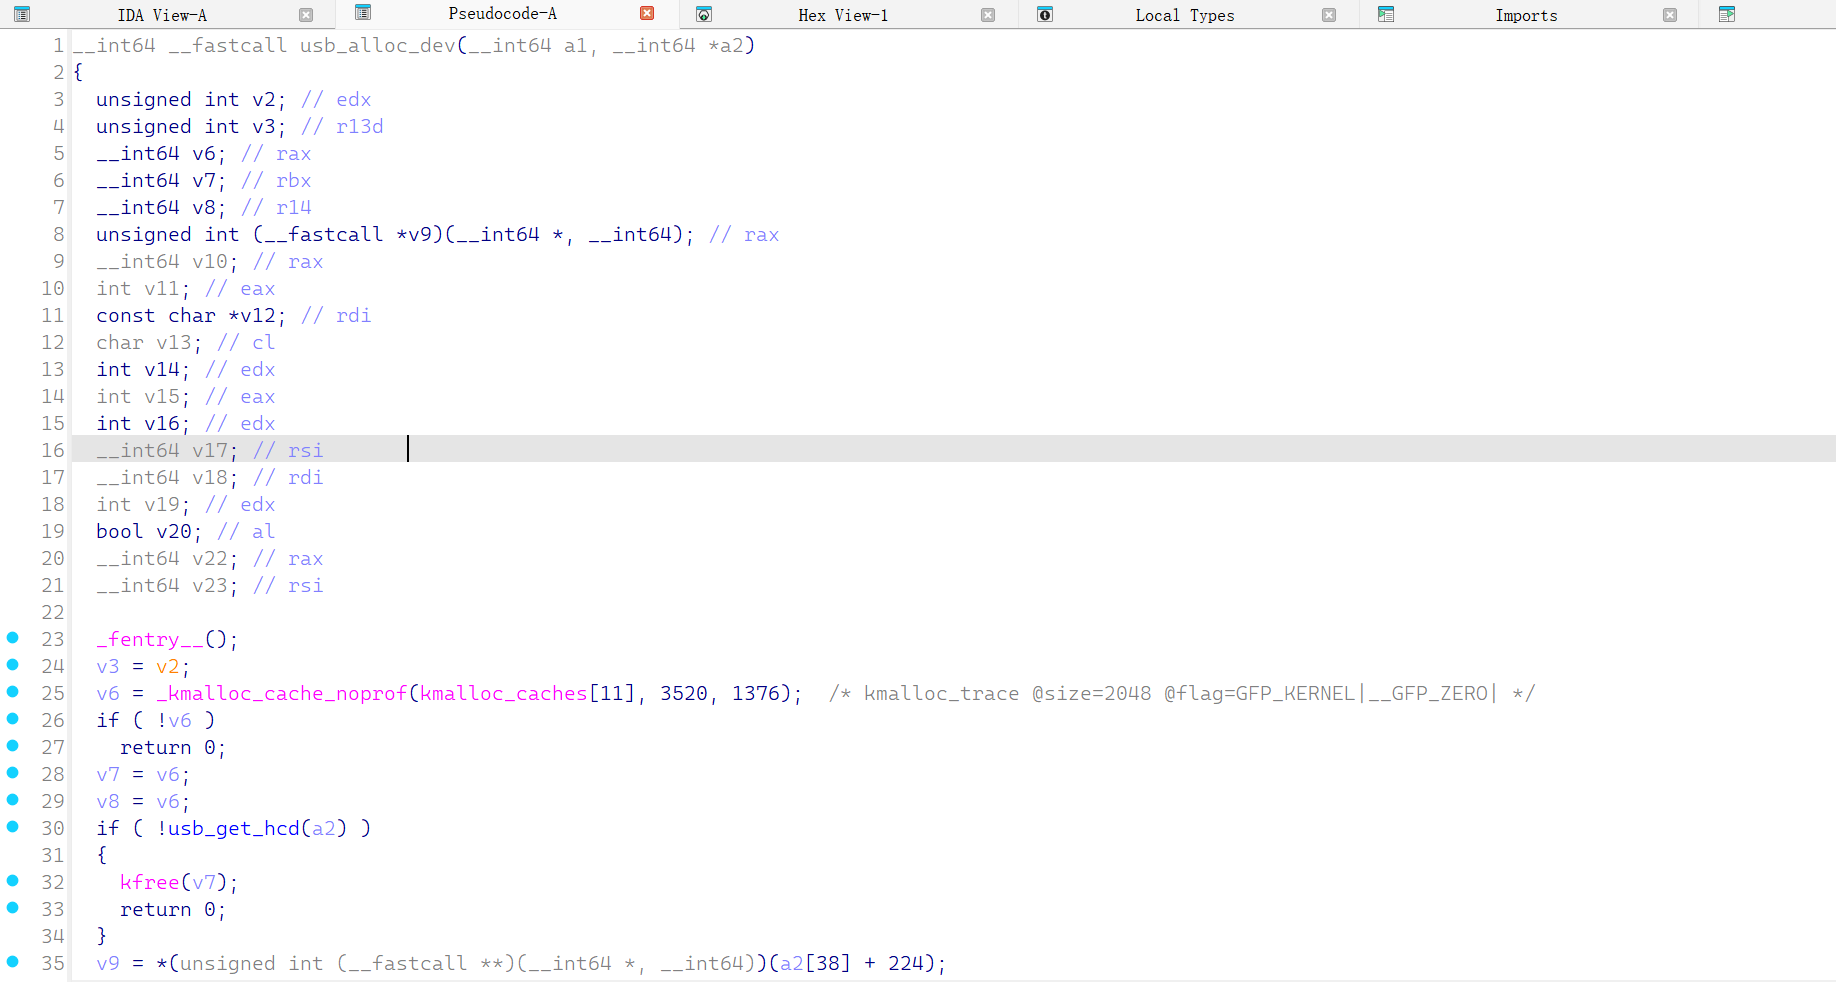 IDA View-A Pseudocode-A Hex View-1 Local Types Imports
1 __int64 __fastcall usb_alloc_dev(__int64 a1, __int64 *a2)
2 {
3 unsigned int v2; // edx
4 unsigned int v3; // r13d
5 __int64 v6; // rax
6 __int64 v7; // rbx
7 __int64 v8; // r14
8 unsigned int (__fastcall *v9)(__int64 *, __int64); // rax
9 __int64 v10; // rax
10 int v11; // eax
11 const char *v12; // rdi
12 char v13; // cl
13 int v14; // edx
14 int v15; // eax
15 int v16; // edx
16 __int64 v17; // rsi
17 __int64 v18; // rdi
18 int v19; // edx
19 bool v20; // al
20 __int64 v22; // rax
21 __int64 v23; // rsi
22
23 _fentry__();
24 v3 = v2;
25 v6 = _kmalloc_cache_noprof(kmalloc_caches[11], 3520, 1376); /* kmalloc_trace @size=2048 @flag=GFP_KERNEL|__GFP_ZERO| */
26 if ( !v6 )
27 return 0;
28 v7 = v6;
29 v8 = v6;
30 if ( !usb_get_hcd(a2) )
31 {
32 kfree(v7);
33 return 0;
34 }
35 v9 = *(unsigned int (__fastcall **)(__int64 *, __int64))(a2[38] + 224);